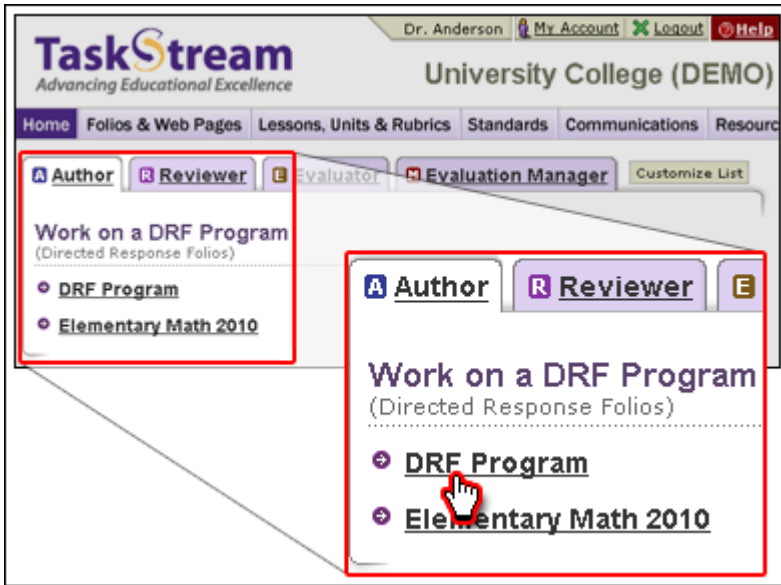 Dr. Anderson My Account Logout Help
TaskStream
Advancing Educational Excellence
University College (DEMO)
Home Folios & Web Pages Lessons, Units & Rubrics Standards Communications Resourc
A Author R Reviewer E Evaluator M Evaluation Manager Customize List
Work on a DRF Program
(Directed Response Folios)
DRF Program
Elementary Math 2010
A Author R Reviewer E
Work on a DRF Program
(Directed Response Folios)
DRF Program
Elementary Math 2010